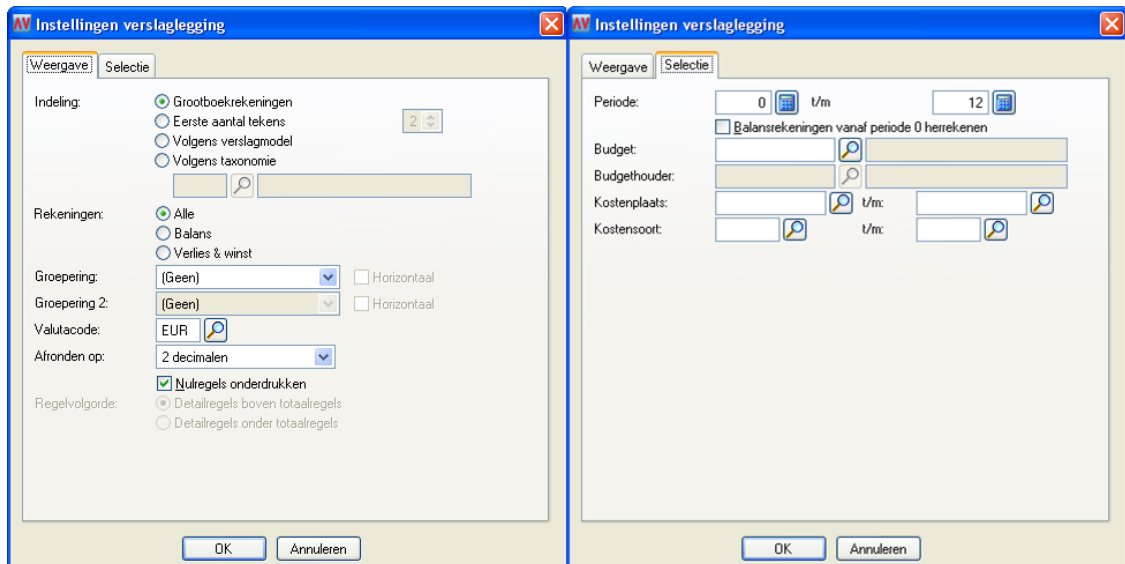 AV Instellingen verslaglegging
Weergave Selectie
Indeling: Grootboekrekeningen
Eerste aantal tekens 2
Volgens verslagmodel
Volgens taxonomie
Rekeningen: Alle
Balans
Verlies & winst
Groepering: (Geen) Horizontaal
Groepering 2: (Geen) Horizontaal
Valutacode: EUR
Afronden op: 2 decimalen
Nulregels onderdrukken
Regelvolgorde: Detailregels boven totaalregels
Detailregels onder totaalregels
OK Annuleren
AV Instellingen verslaglegging
Weergave Selectie
Periode: 0 t/m 12
Balansrekeningen vanaf periode 0 herrekenen
Budget:
Budgethouder:
Kostenplaats: t/m:
Kostensoort: t/m:
OK Annuleren